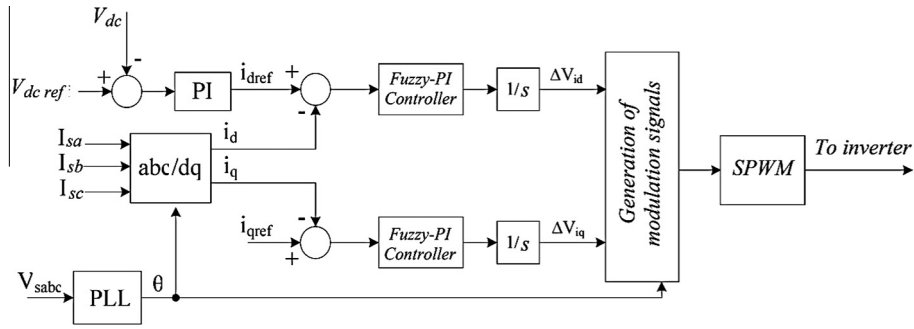 V_dc
-
V_dc ref
+
PI
i_dref
+
-
Fuzzy-PI
Controller
1/s
ΔV_id
I_sa
I_sb
I_sc
abc/dq
i_d
i_q
Generation of
modulation signals
SPWM
To inverter
-
i_qref
+
Fuzzy-PI
Controller
1/s
ΔV_iq
V_sabc
PLL
θ